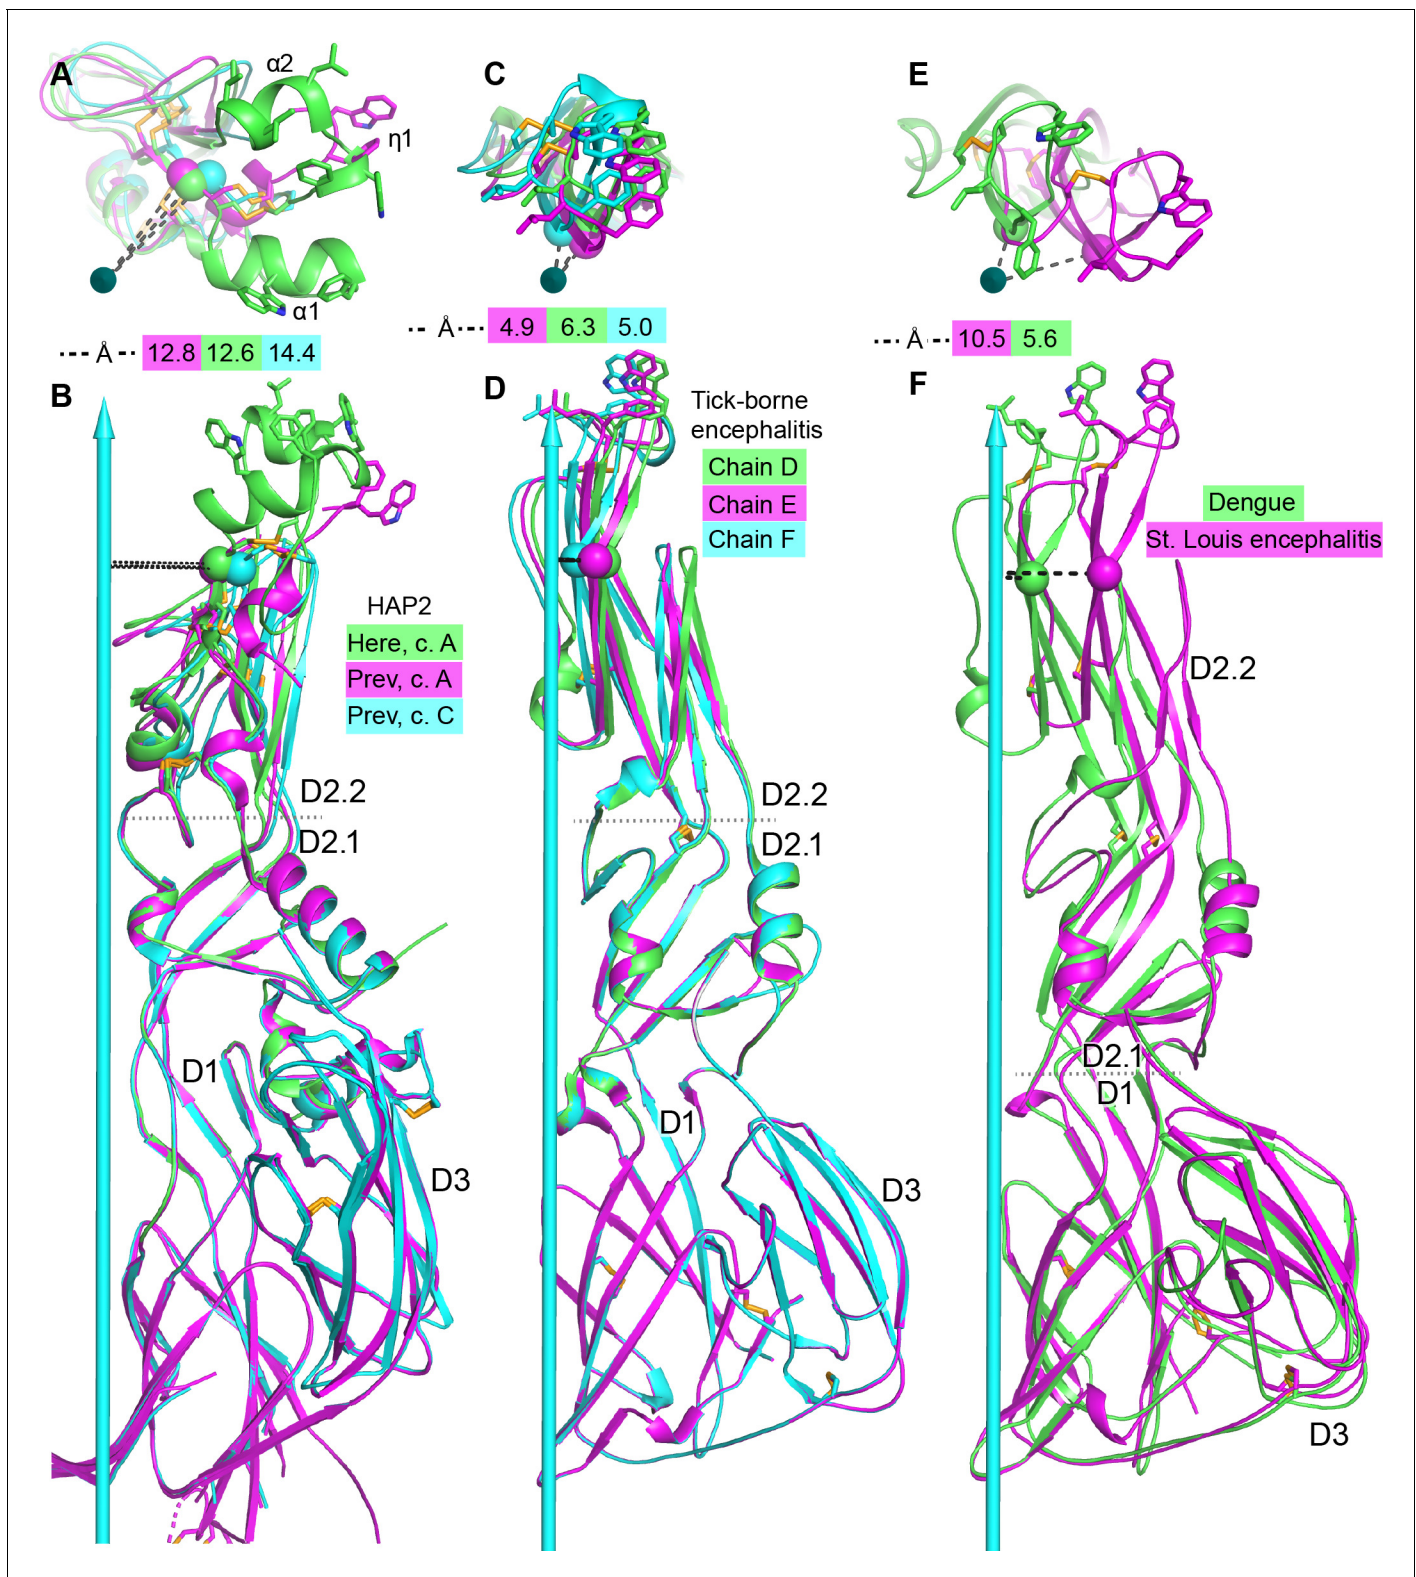 A
α2
η1
α1
Å
12.8 12.6 14.4
B
HAP2
Here, c. A
Prev, c. A
Prev, c. C
D2.2
D2.1
D1
D3
C
Å
4.9 6.3 5.0
D
Tick-borne
encephalitis
Chain D
Chain E
Chain F
D2.2
D2.1
D1
D3
E
Å
10.5 5.6
F
Dengue
St. Louis encephalitis
D2.2
D2.1
D1
D3